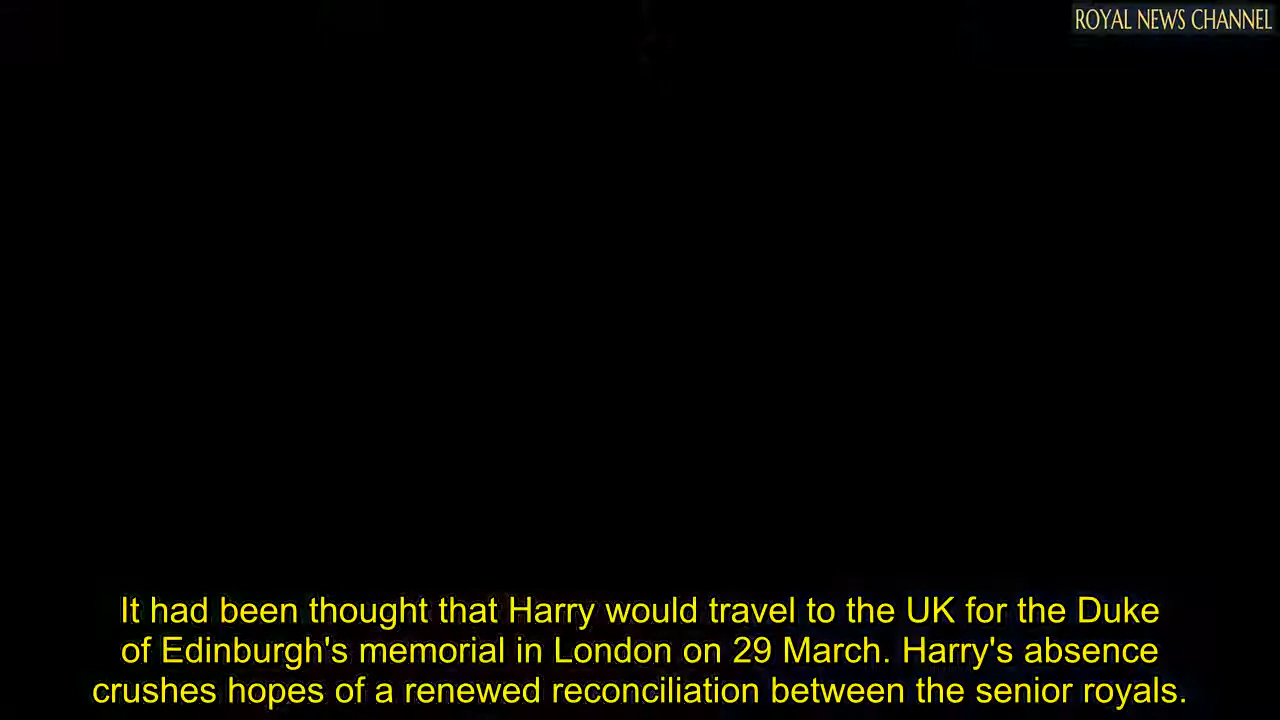 ROYAL NEWS CHANNEL
It had been thought that Harry would travel to the UK for the Duke
of Edinburgh's memorial in London on 29 March. Harry's absence
crushes hopes of a renewed reconciliation between the senior royals.